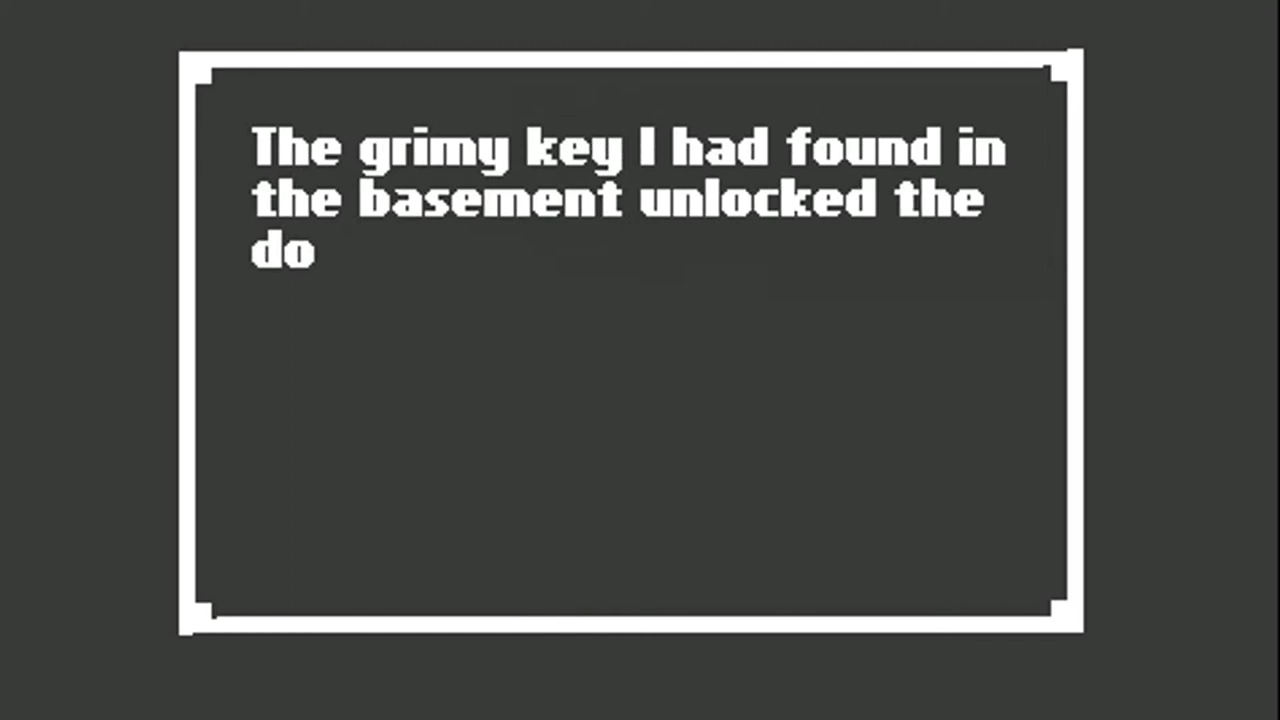 The grimy key I had found in
the basement unlocked the
do